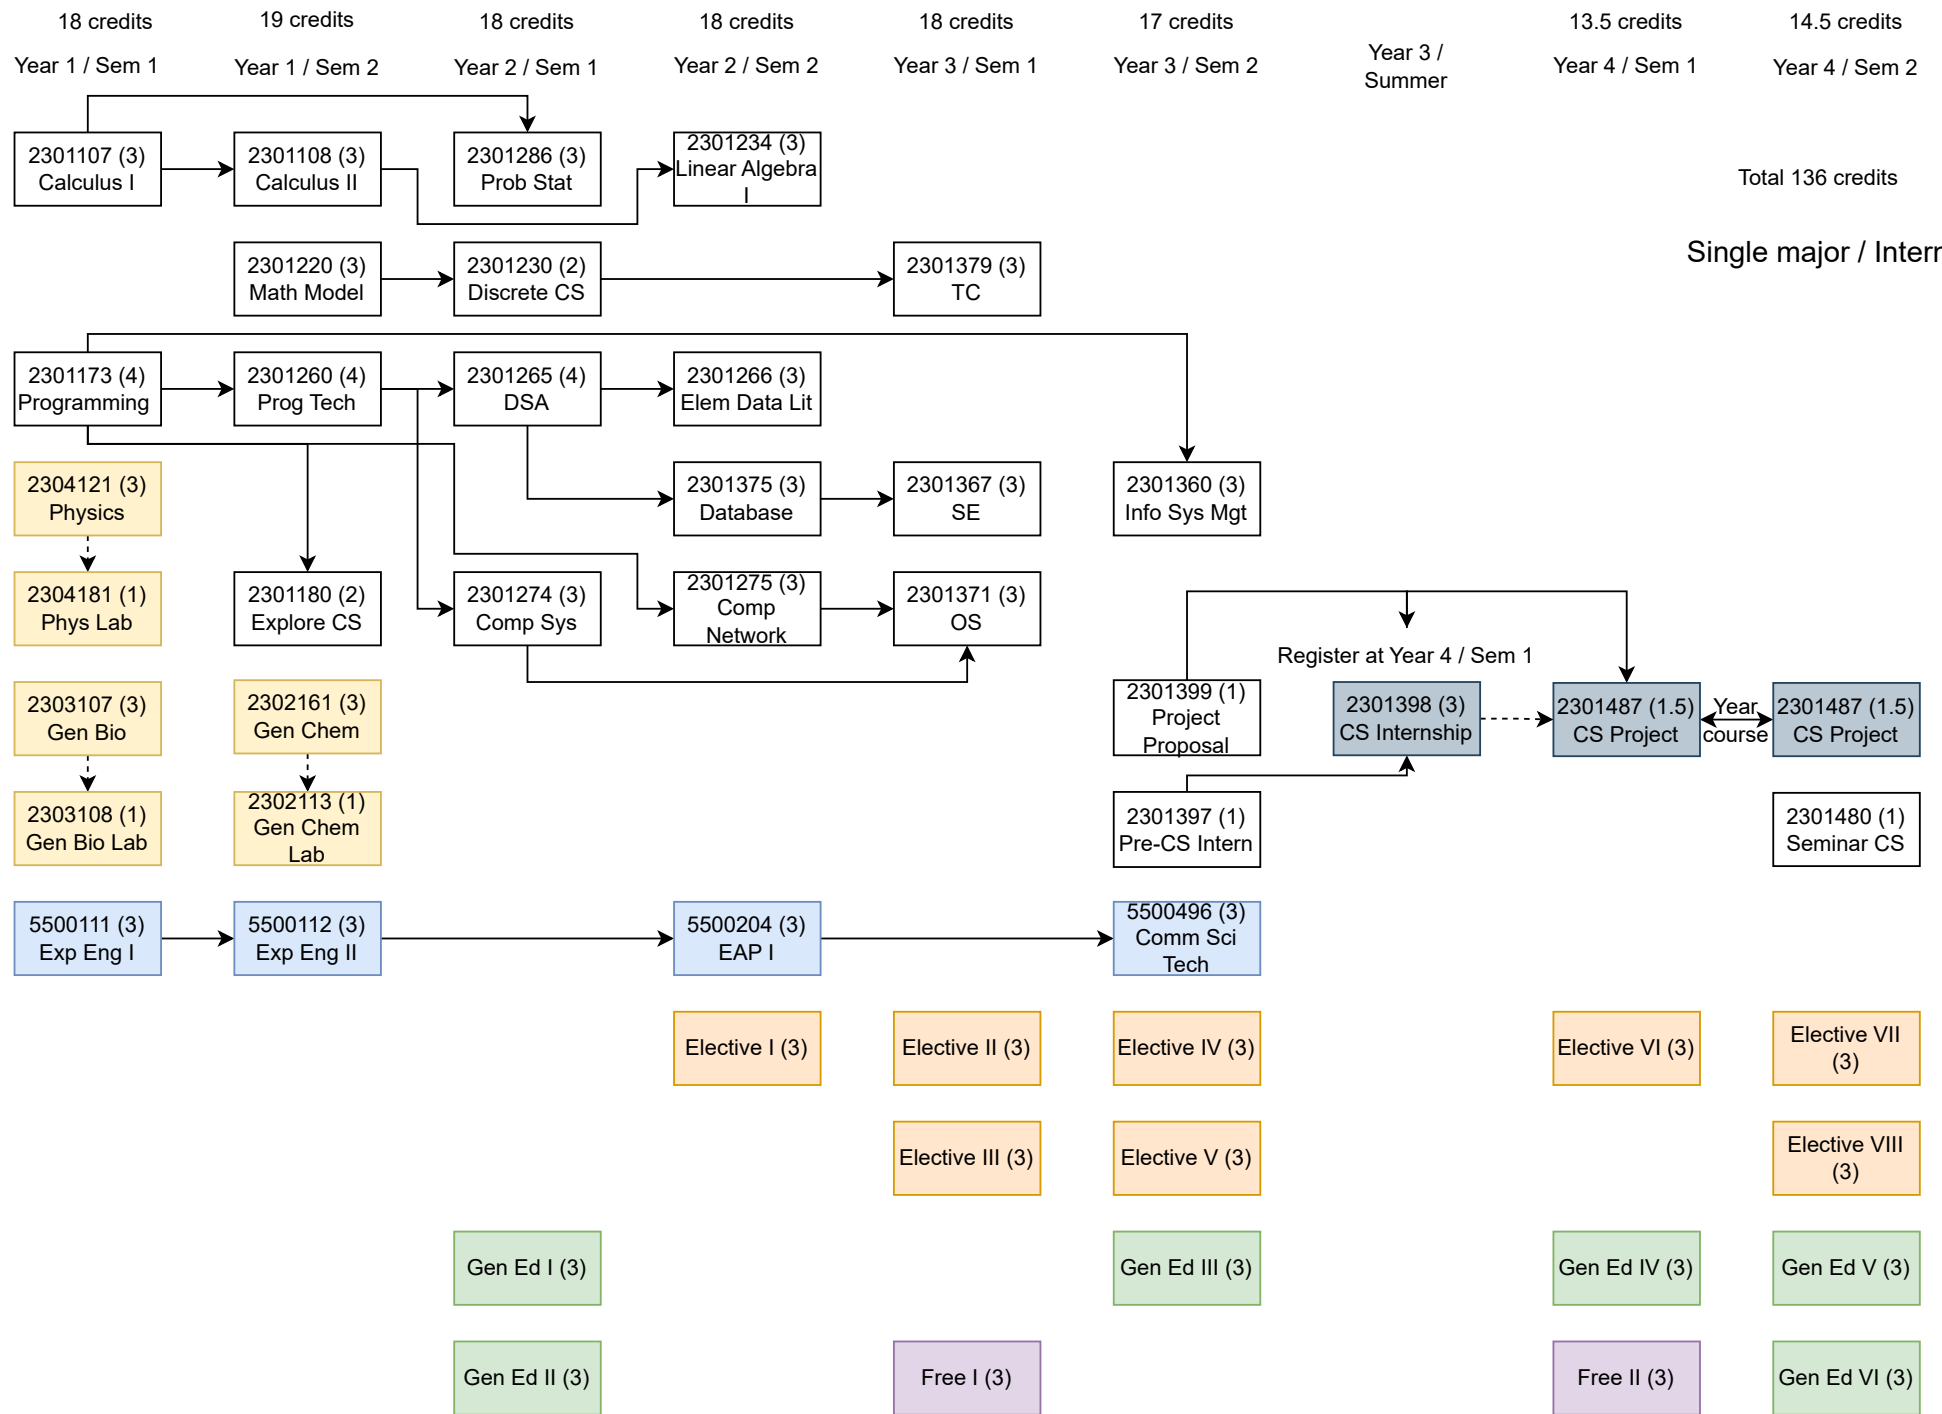 18 credits
19 credits
18 credits
18 credits
18 credits
17 credits
13.5 credits
14.5 credits
Year 1 / Sem 1
Year 1 / Sem 2
Year 2 / Sem 1
Year 2 / Sem 2
Year 3 / Sem 1
Year 3 / Sem 2
Year 3 /
Summer
Year 4 / Sem 1
Year 4 / Sem 2
2301107 (3)
Calculus I
2301108 (3)
Calculus II
2301286 (3)
Prob Stat
2301234 (3)
Linear Algebra
I
Total 136 credits
2301220 (3)
Math Model
2301230 (2)
Discrete CS
2301379 (3)
TC
Single major / Intern
2301173 (4)
Programming
2301260 (4)
Prog Tech
2301265 (4)
DSA
2301266 (3)
Elem Data Lit
2304121 (3)
Physics
2301375 (3)
Database
2301367 (3)
SE
2301360 (3)
Info Sys Mgt
2304181 (1)
Phys Lab
2301180 (2)
Explore CS
2301274 (3)
Comp Sys
2301275 (3)
Comp
Network
2301371 (3)
OS
Register at Year 4 / Sem 1
2303107 (3)
Gen Bio
2302161 (3)
Gen Chem
2301399 (1)
Project
Proposal
2301398 (3)
CS Internship
2301487 (1.5)
CS Project
Year
course
2301487 (1.5)
CS Project
2303108 (1)
Gen Bio Lab
2302113 (1)
Gen Chem
Lab
2301397 (1)
Pre-CS Intern
2301480 (1)
Seminar CS
5500111 (3)
Exp Eng I
5500112 (3)
Exp Eng II
5500204 (3)
EAP I
5500496 (3)
Comm Sci
Tech
Elective I (3)
Elective II (3)
Elective IV (3)
Elective VI (3)
Elective VII
(3)
Elective III (3)
Elective V (3)
Elective VIII
(3)
Gen Ed I (3)
Gen Ed III (3)
Gen Ed IV (3)
Gen Ed V (3)
Gen Ed II (3)
Free I (3)
Free II (3)
Gen Ed VI (3)